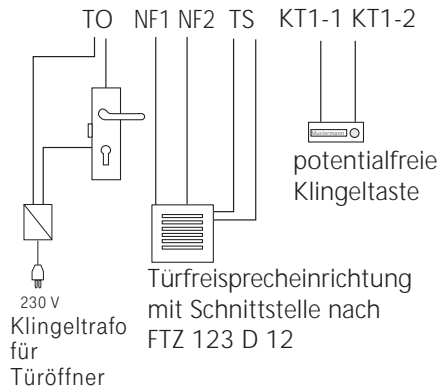 TO NF1 NF2 TS KT1-1 KT1-2
Mustermann
potentialfreie
Klingeltaste
230 V
Klingeltrafo
für
Türöffner
Türfreisprecheinrichtung
mit Schnittstelle nach
FTZ 123 D 12